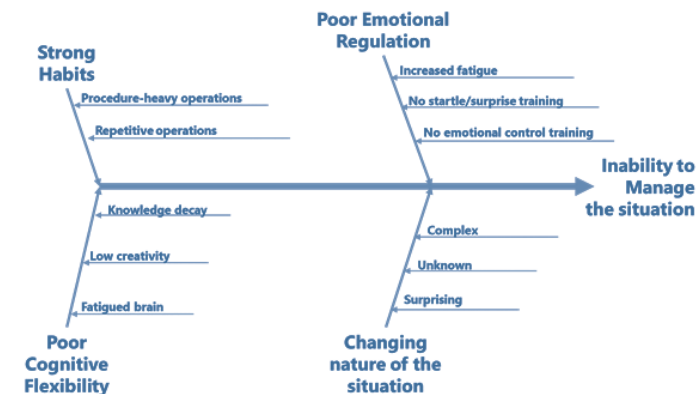 Poor Emotional
Regulation
Strong
Habits
Increased fatigue
Procedure-heavy operations
No startle/surprise training
Repetitive operations
No emotional control training
Inability to
Manage
the situation
Knowledge decay
Complex
Low creativity
Unknown
Fatigued brain
Surprising
Poor
Cognitive
Flexibility
Changing
nature of the
situation